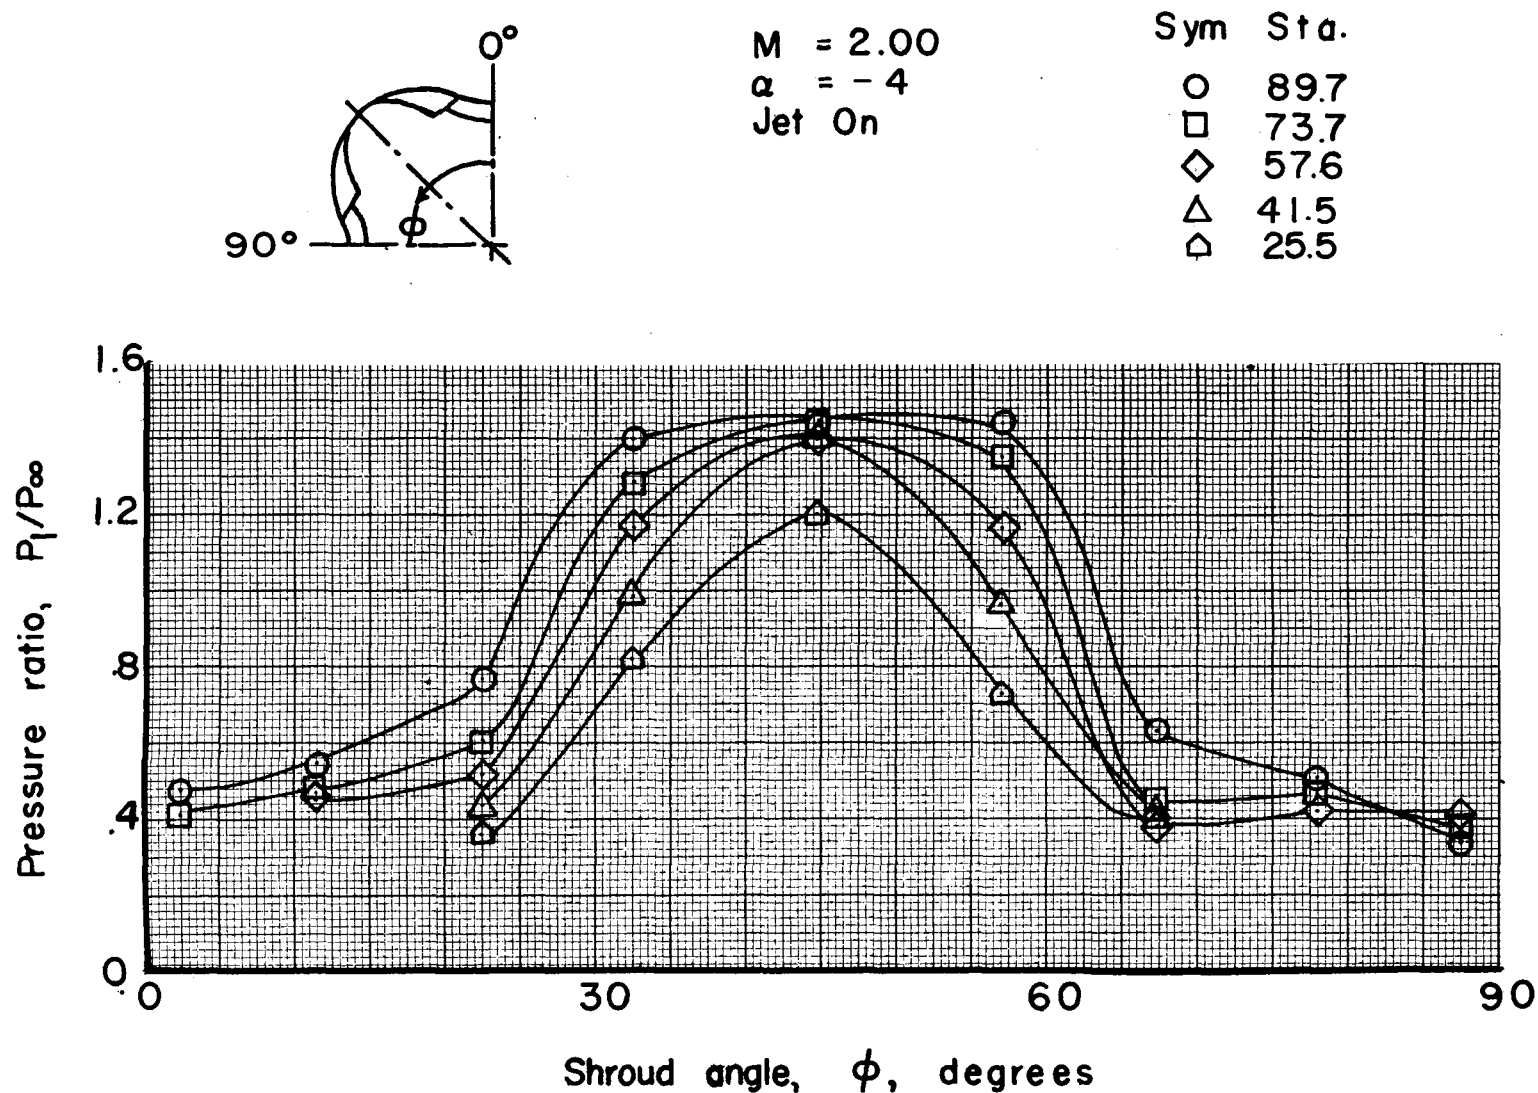 0°
90°
ϕ
M = 2.00
α = -4
Jet On
Sym Sta.
89.7
73.7
57.6
41.5
25.5
1.6
1.2
.8
.4
0
0 30 60 90
Pressure ratio, P₁/P∞
Shroud angle, ϕ, degrees